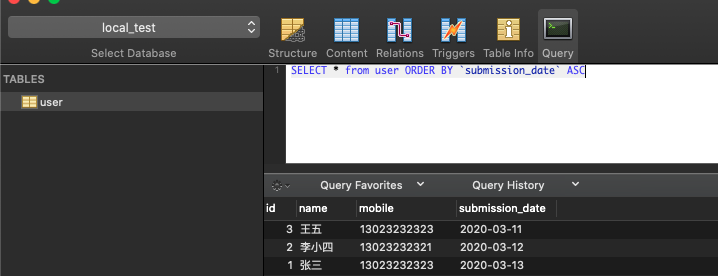 local_test
Select Database
Structure Content Relations Triggers Table Info Query
TABLES
user
1 SELECT * from user ORDER BY `submission_date` ASC
Query Favorites Query History
id name mobile submission_date
3 王五 13023232323 2020-03-11
2 李小四 13023232321 2020-03-12
1 张三 13023232323 2020-03-13